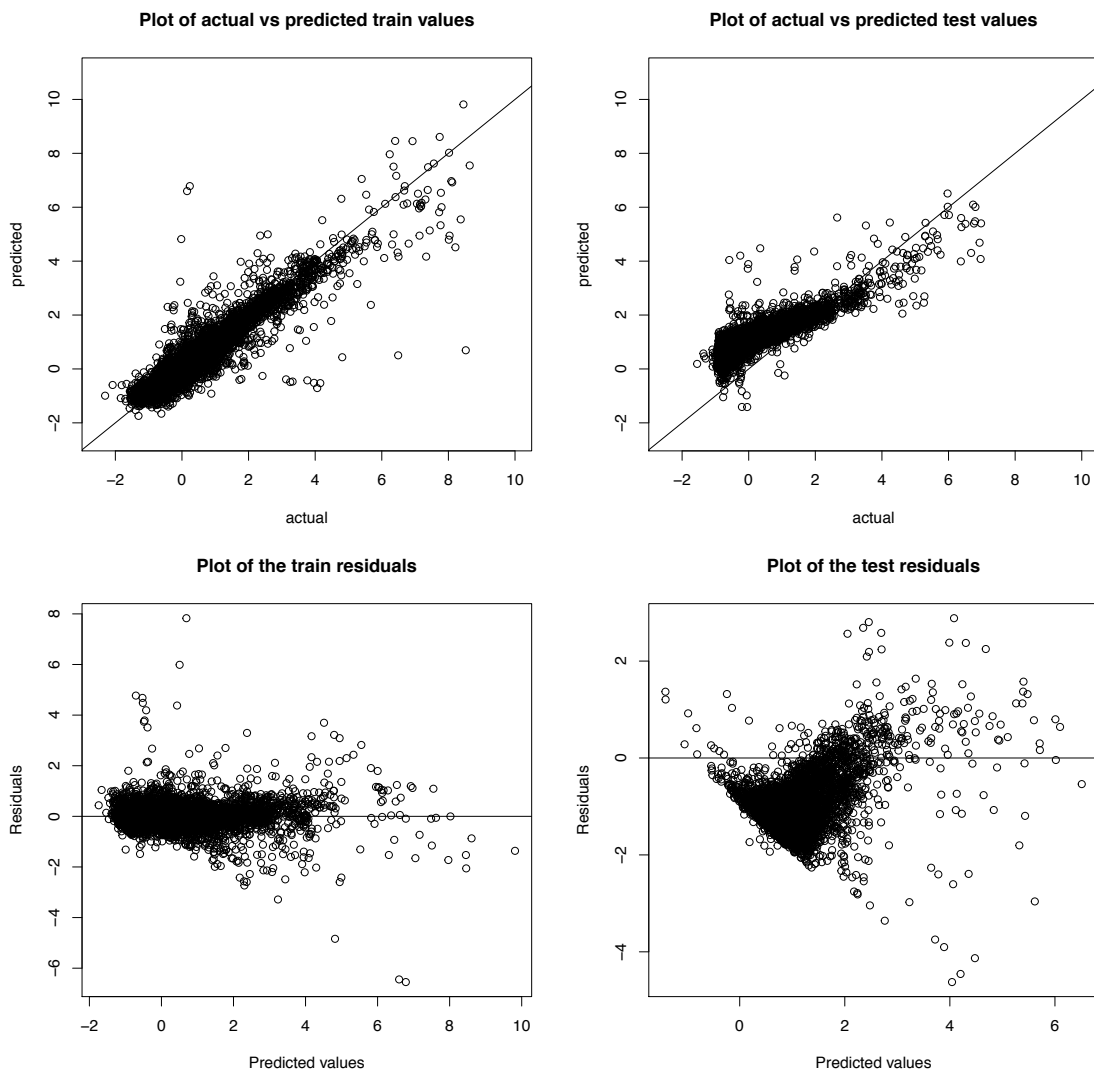 Plot of actual vs predicted train values
predicted
10
8
6
4
2
0
−2
−2 0 2 4 6 8 10
actual
Plot of actual vs predicted test values
predicted
10
8
6
4
2
0
−2
−2 0 2 4 6 8 10
actual
Plot of the train residuals
Residuals
8
6
4
2
0
−2
−4
−6
−2 0 2 4 6 8 10
Predicted values
Plot of the test residuals
Residuals
2
0
−2
−4
0 2 4 6
Predicted values